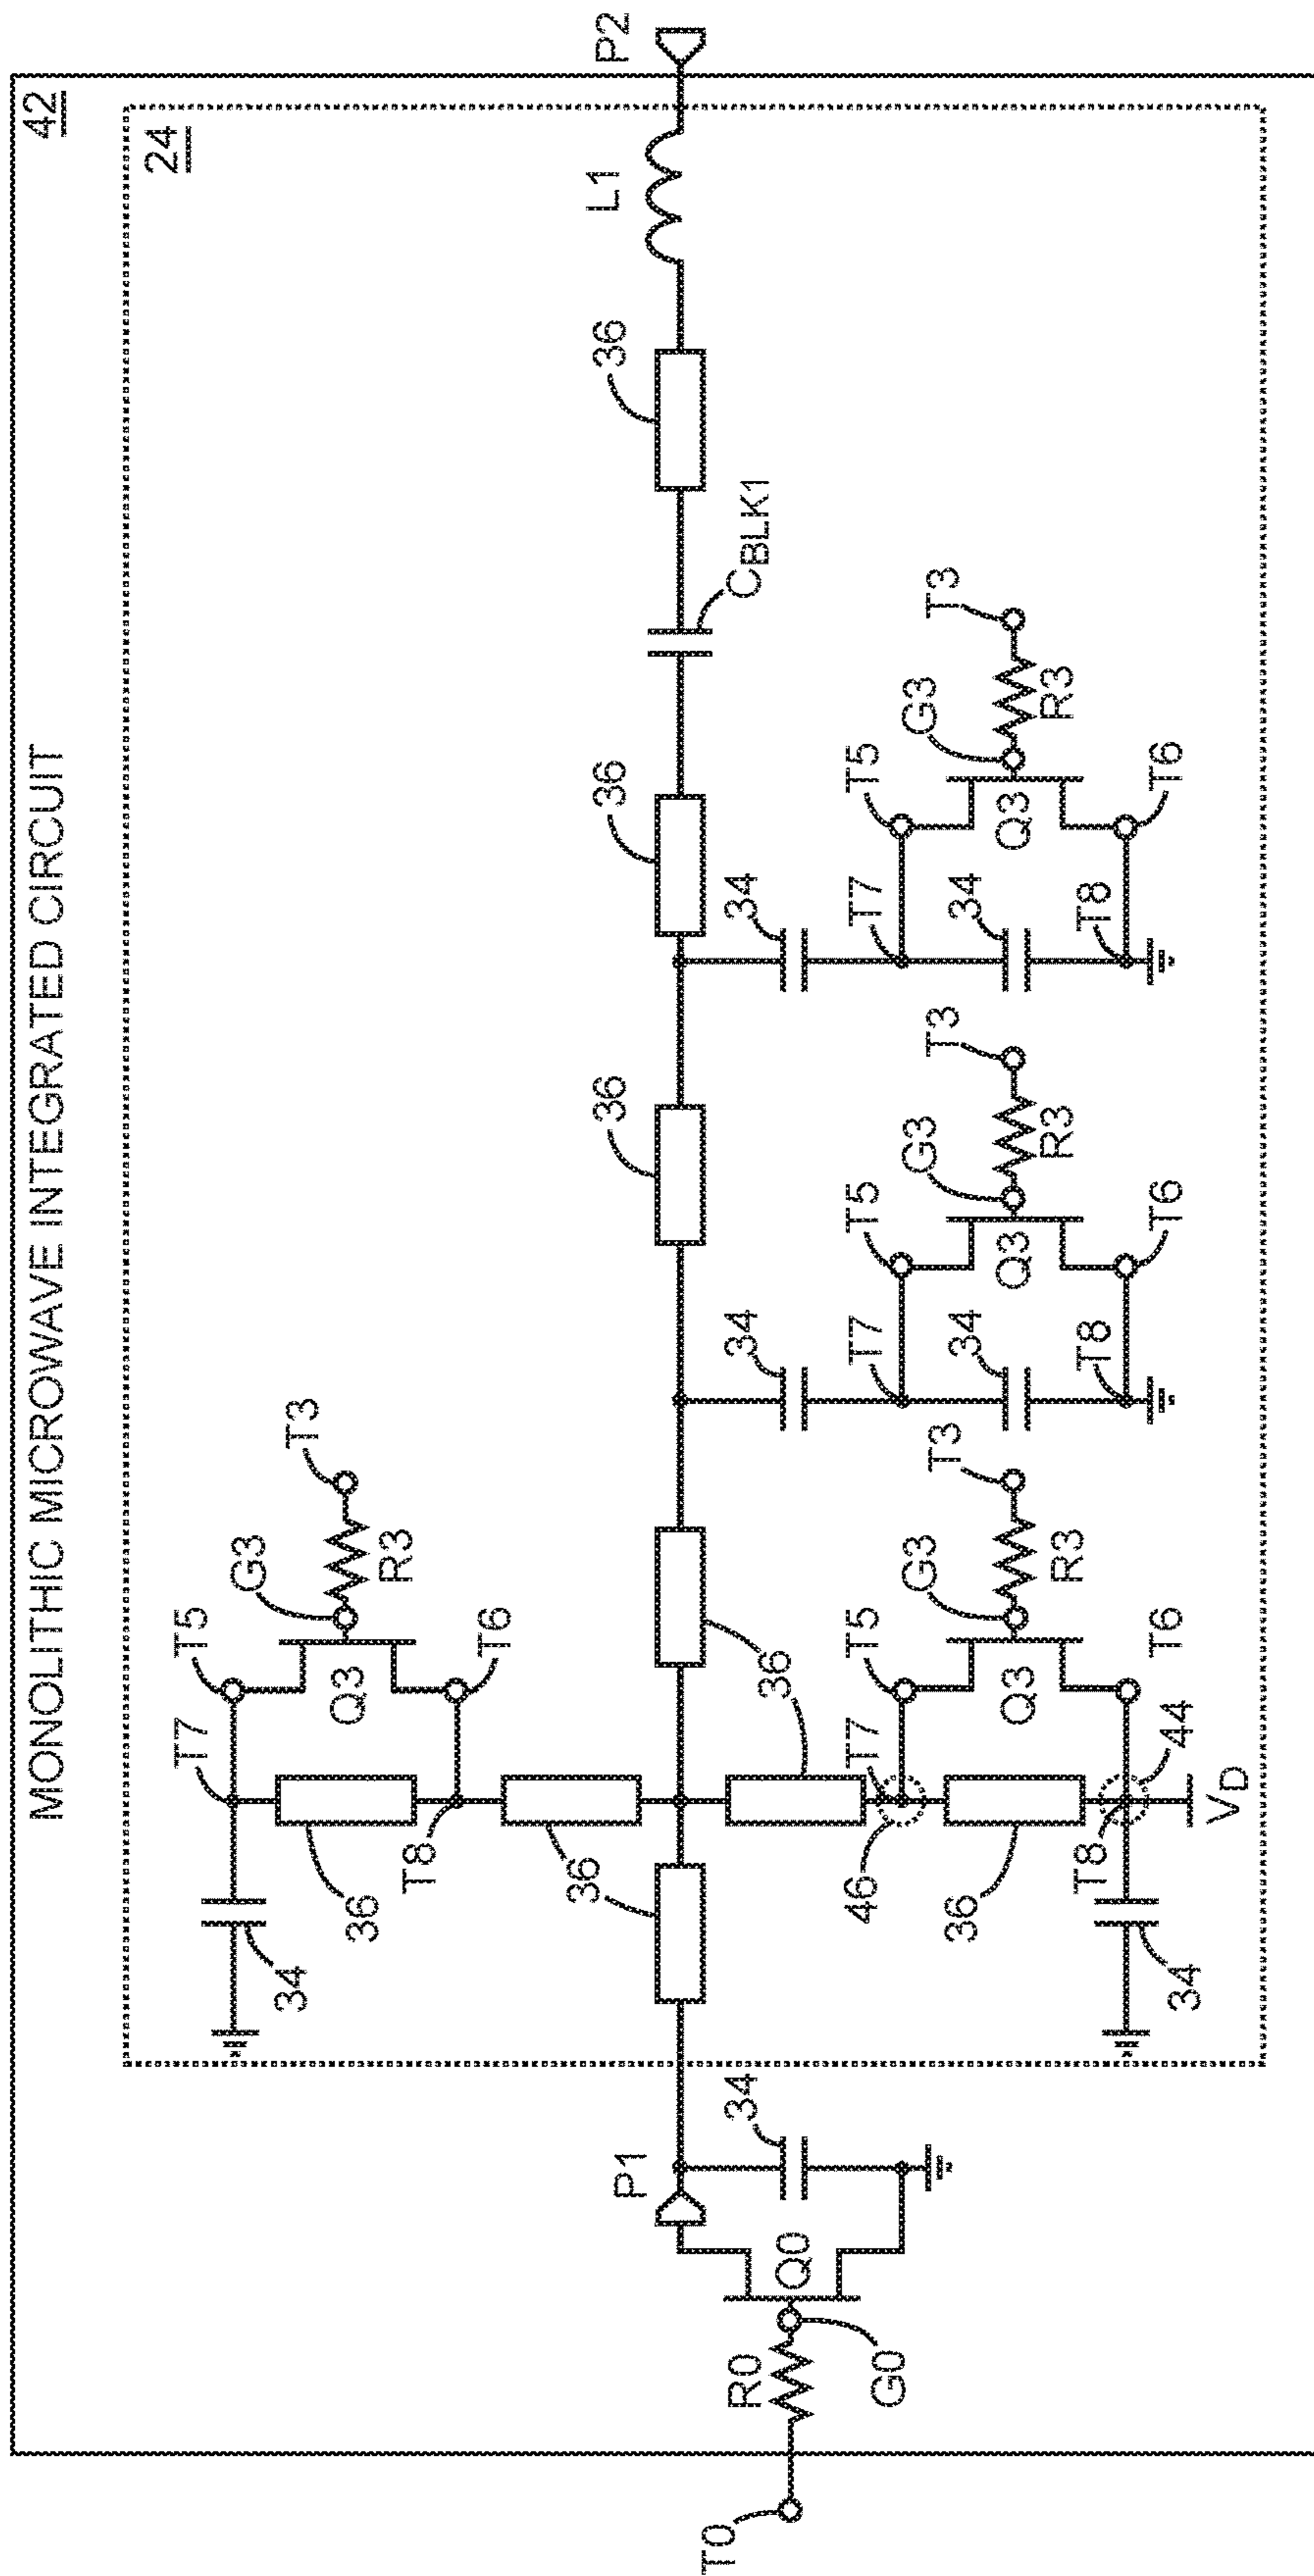 MONOLITHIC MICROWAVE INTEGRATED CIRCUIT
42
24
T7
T5
G3
34
T3
Q3
36
R3
T8
T6
36
P1
36
36
36
L1
P2
T0
R0
34
34
34
CBLK1
36
Q0
46
T7
T5
T7
T5
T7
T5
G0
G3
G3
G3
T3
T3
T3
36
34
34
Q3
Q3
Q3
R3
R3
R3
T8
T8
T8
T6
T6
T6
34
44
VD